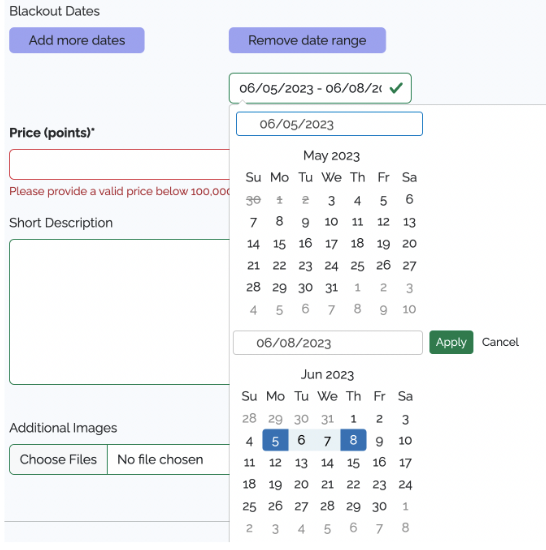 Blackout Dates
Add more dates Remove date range
06/05/2023 - 06/08/2(
Price (points)*
06/05/2023
May 2023
Su Mo Tu We Th Fr Sa
30 1 2 3 4 5 6
Please provide a valid price below 100,000
7 8 9 10 11 12 13
Short Description
14 15 16 17 18 19 20
21 22 23 24 25 26 27
28 29 30 31 1 2 3
4 5 6 7 8 9 10
06/08/2023 Apply Cancel
Jun 2023
Su Mo Tu We Th Fr Sa
28 29 30 31 1 2 3
Additional Images
4 5 6 7 8 9 10
Choose Files No file chosen
11 12 13 14 15 16 17
18 19 20 21 22 23 24
25 26 27 28 29 30 1
2 3 4 5 6 7 8